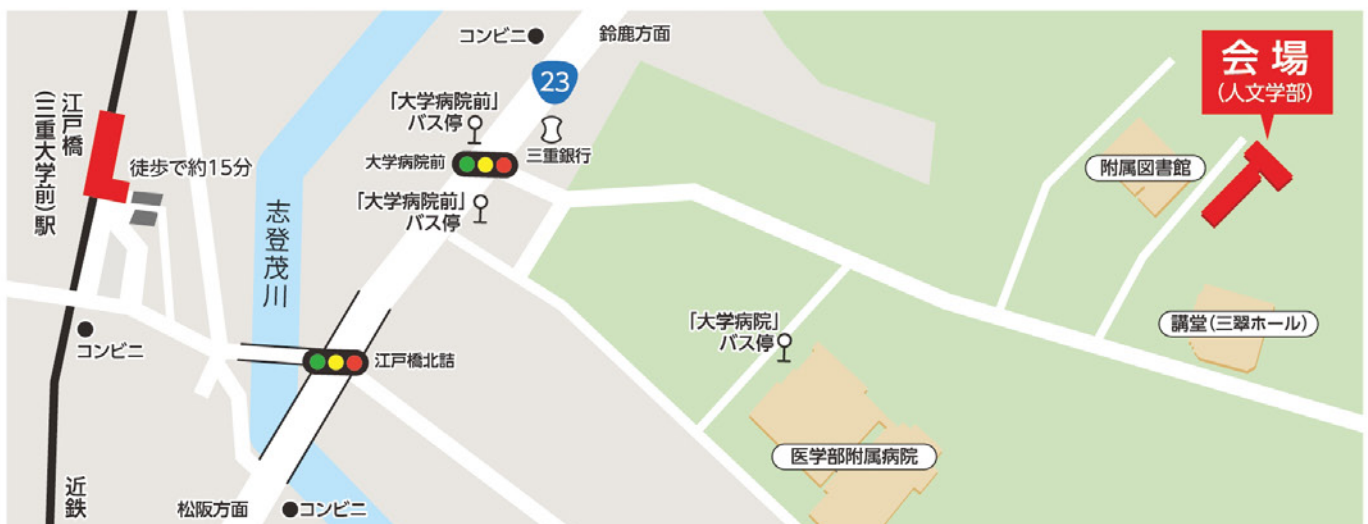 コンビニ
鈴鹿方面
23
会場
(人文学部)
「大学病院前」
バス停
江戸橋
(三重大学前)駅
徒歩で約15分
大学病院前
三重銀行
附属図書館
「大学病院前」
バス停
志登茂川
「大学病院」
バス停
講堂(三翠ホール)
コンビニ
江戸橋北詰
医学部附属病院
近鉄
松阪方面
コンビニ